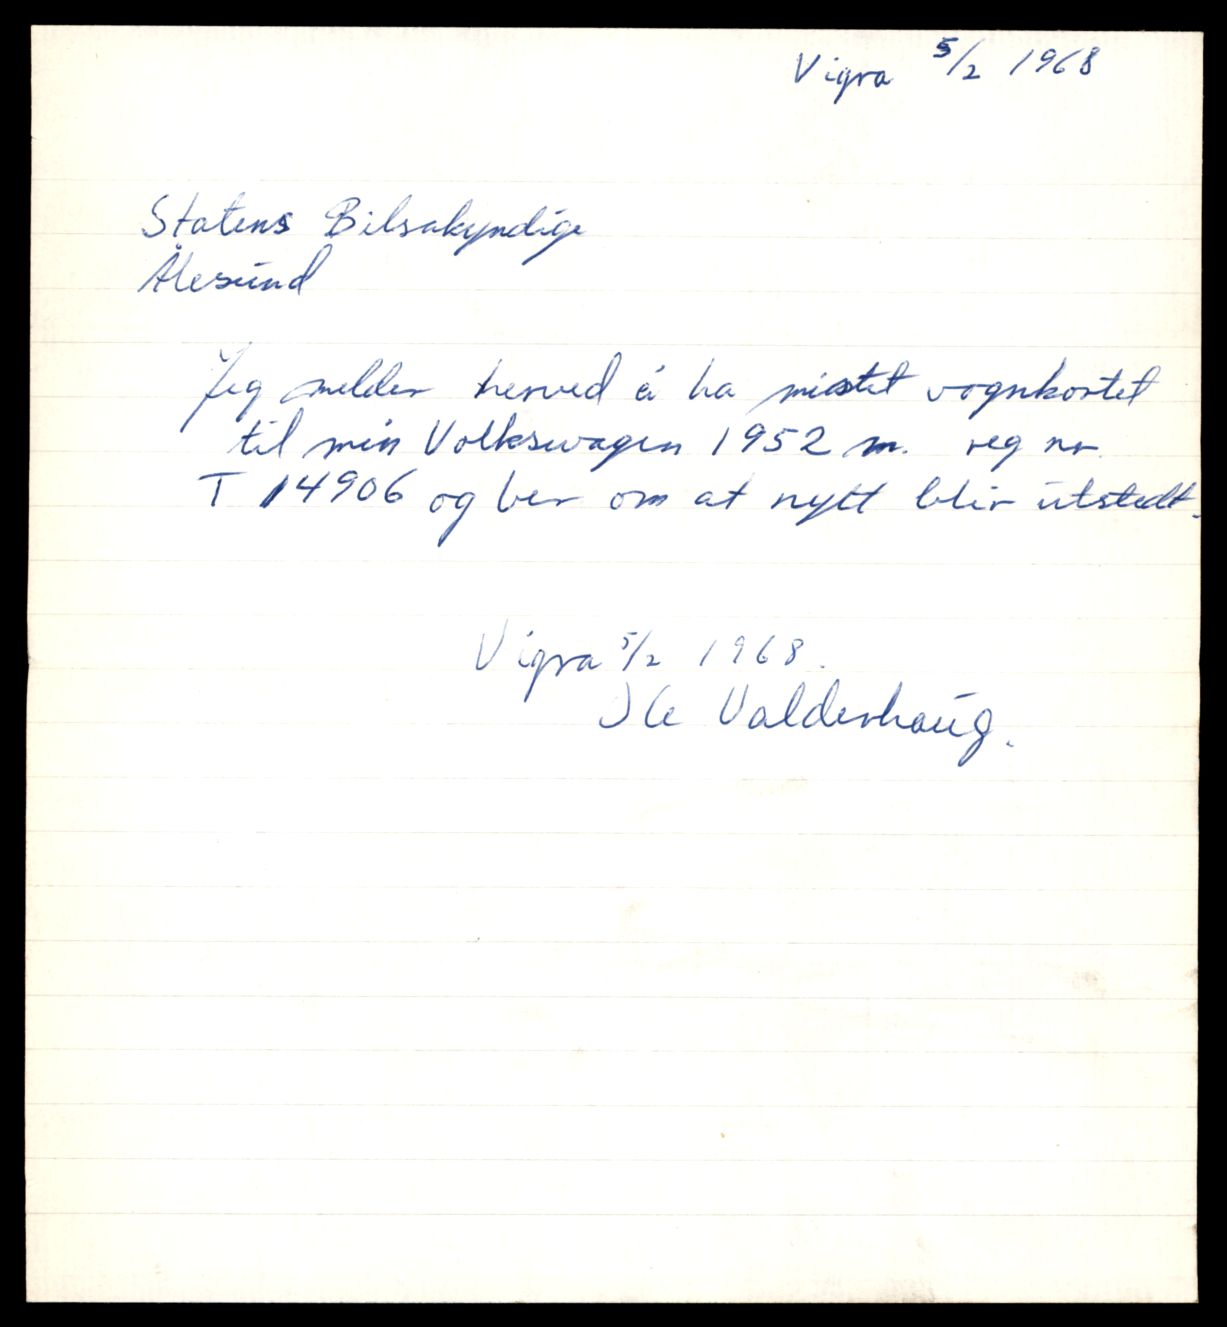 Vigra 5/2 1968
Statens Bilsakyndige
Ålesund
Jeg melder herved å ha mistet vognkortet
til min Volkswagen 1952 m. reg nr.
T 14906 og ber om at nytt blir utstedt.
Vigra 5/2 1968.
Valderhaug.